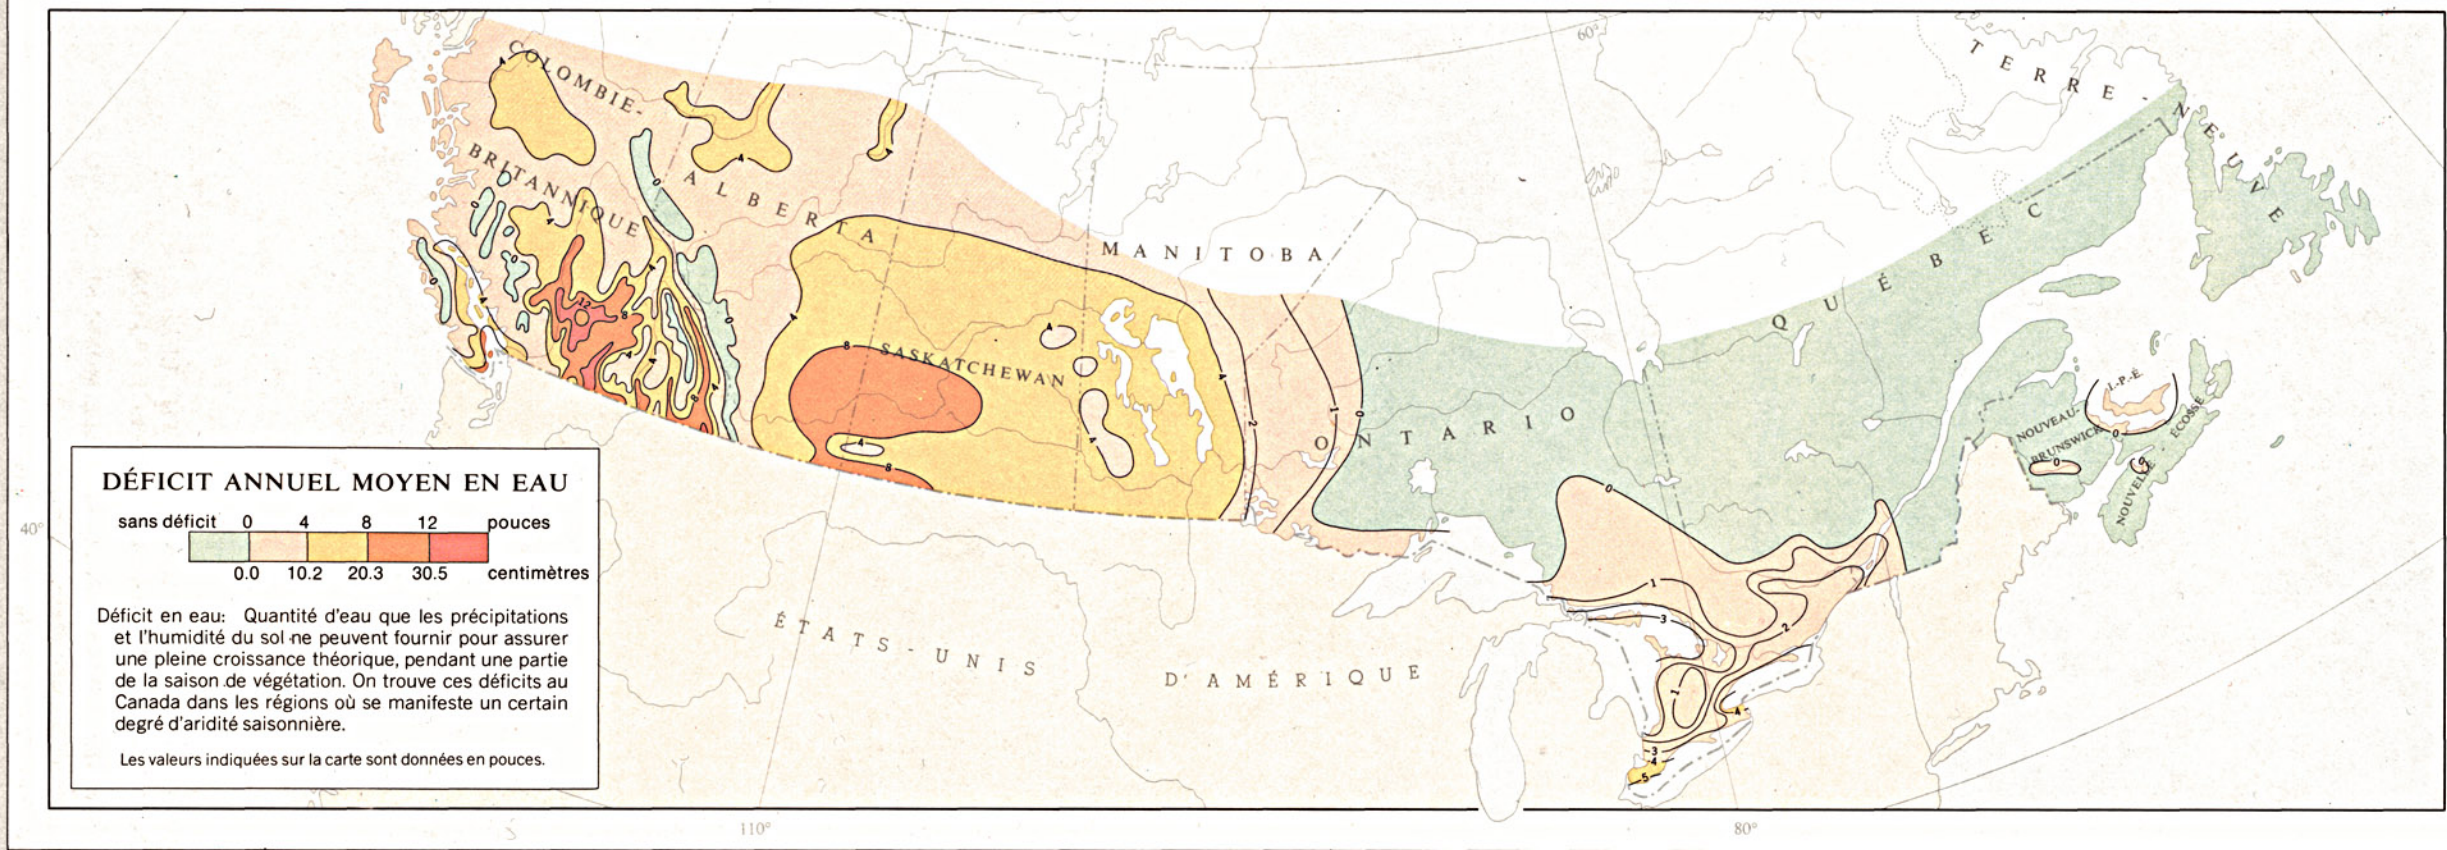 60°
TERRE-NEUVE
COLOMBIE-
BRITANNIQUE
ALBERTA
MANITOBA
QUÉBEC
SASKATCHEWAN
ONTARIO
I.-P.-É.
NOUVEAU-
BRUNSWICK
NOUVELLE-ÉCOSSE
ÉTATS-UNIS
D'AMÉRIQUE
40°
DÉFICIT ANNUEL MOYEN EN EAU
sans déficit 0 4 8 12 pouces
0.0 10.2 20.3 30.5 centimètres
Déficit en eau: Quantité d'eau que les précipitations
et l'humidité du sol ne peuvent fournir pour assurer
une pleine croissance théorique, pendant une partie
de la saison de végétation. On trouve ces déficits au
Canada dans les régions où se manifeste un certain
degré d'aridité saisonnière.
Les valeurs indiquées sur la carte sont données en pouces.
110°
80°